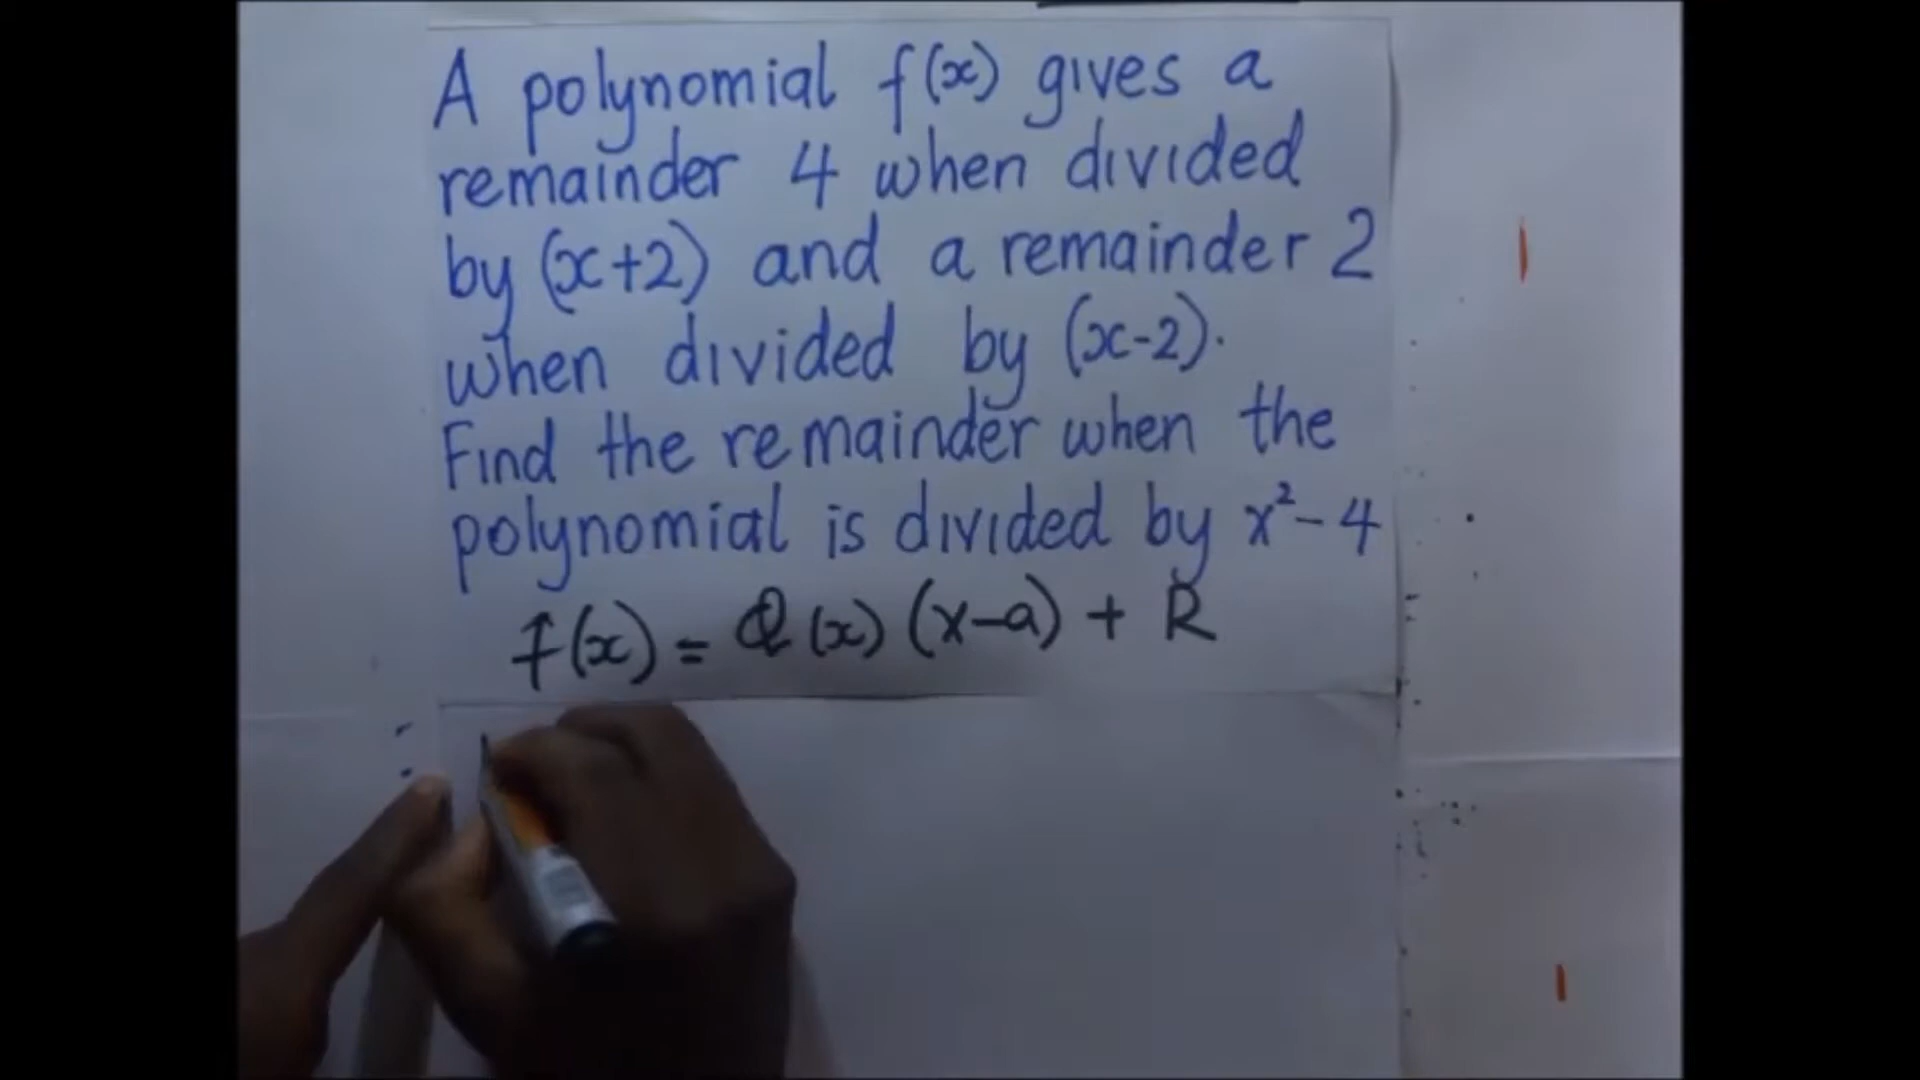 A polynomial f(x) gives a
remainder 4 when divided
by (x+2) and a remainder 2
when divided by (x-2).
Find the remainder when the
polynomial is divided by x²-4
f(x) = Q(x) (x-a) + R